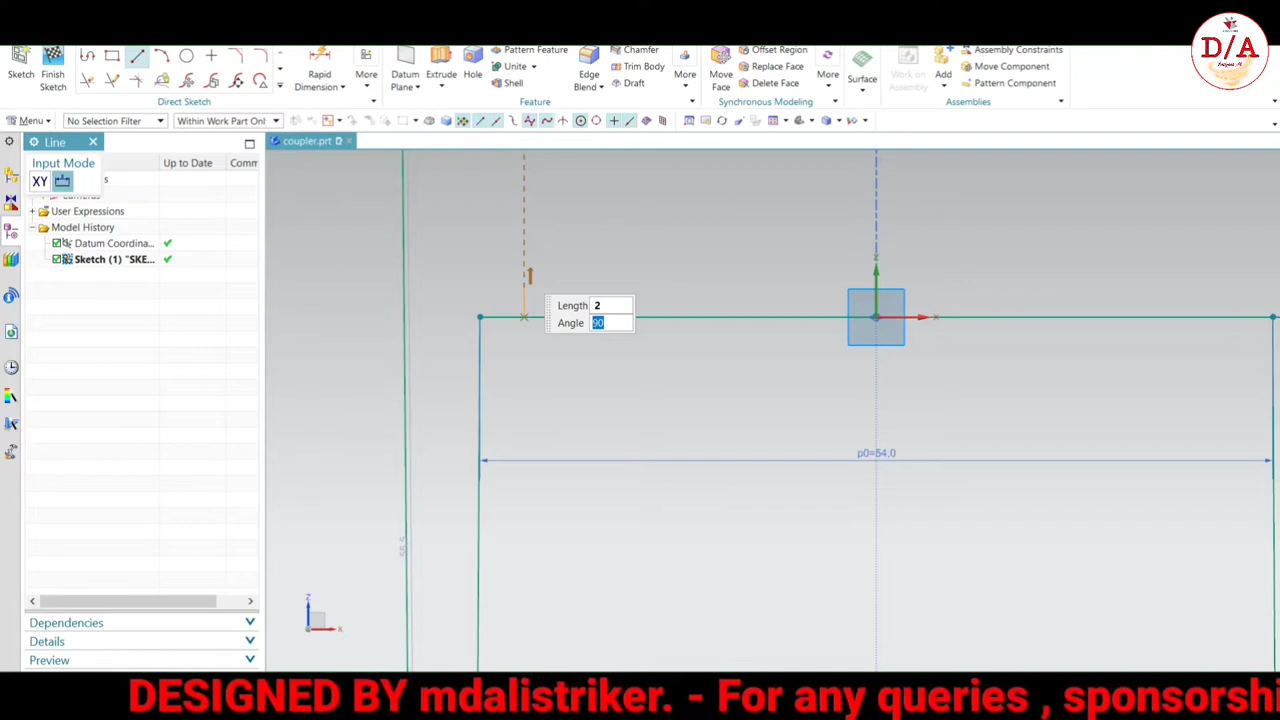 D/A
Sketch
Finish Sketch
Rapid Dimension
More
Direct Sketch
Datum Plane
Extrude
Hole
Pattern Feature
Unite
Shell
Edge Blend
Chamfer
Trim Body
Draft
More
Feature
Move Face
Offset Region
Replace Face
Delete Face
More
Synchronous Modeling
Surface
Work on Assembly
Add
Assembly Constraints
Move Component
Pattern Component
Assemblies
Menu
No Selection Filter
Within Work Part Only
Line
coupler.prt
Input Mode
Up to Date
Comm
XY
s
User Expressions
Model History
Datum Coordina...
Sketch (1) "SKE...
Length 2
Angle 90
p0=54.0
Z
X
Dependencies
Details
Preview
DESIGNED BY mdalistriker. - For any queries , sponsorshi